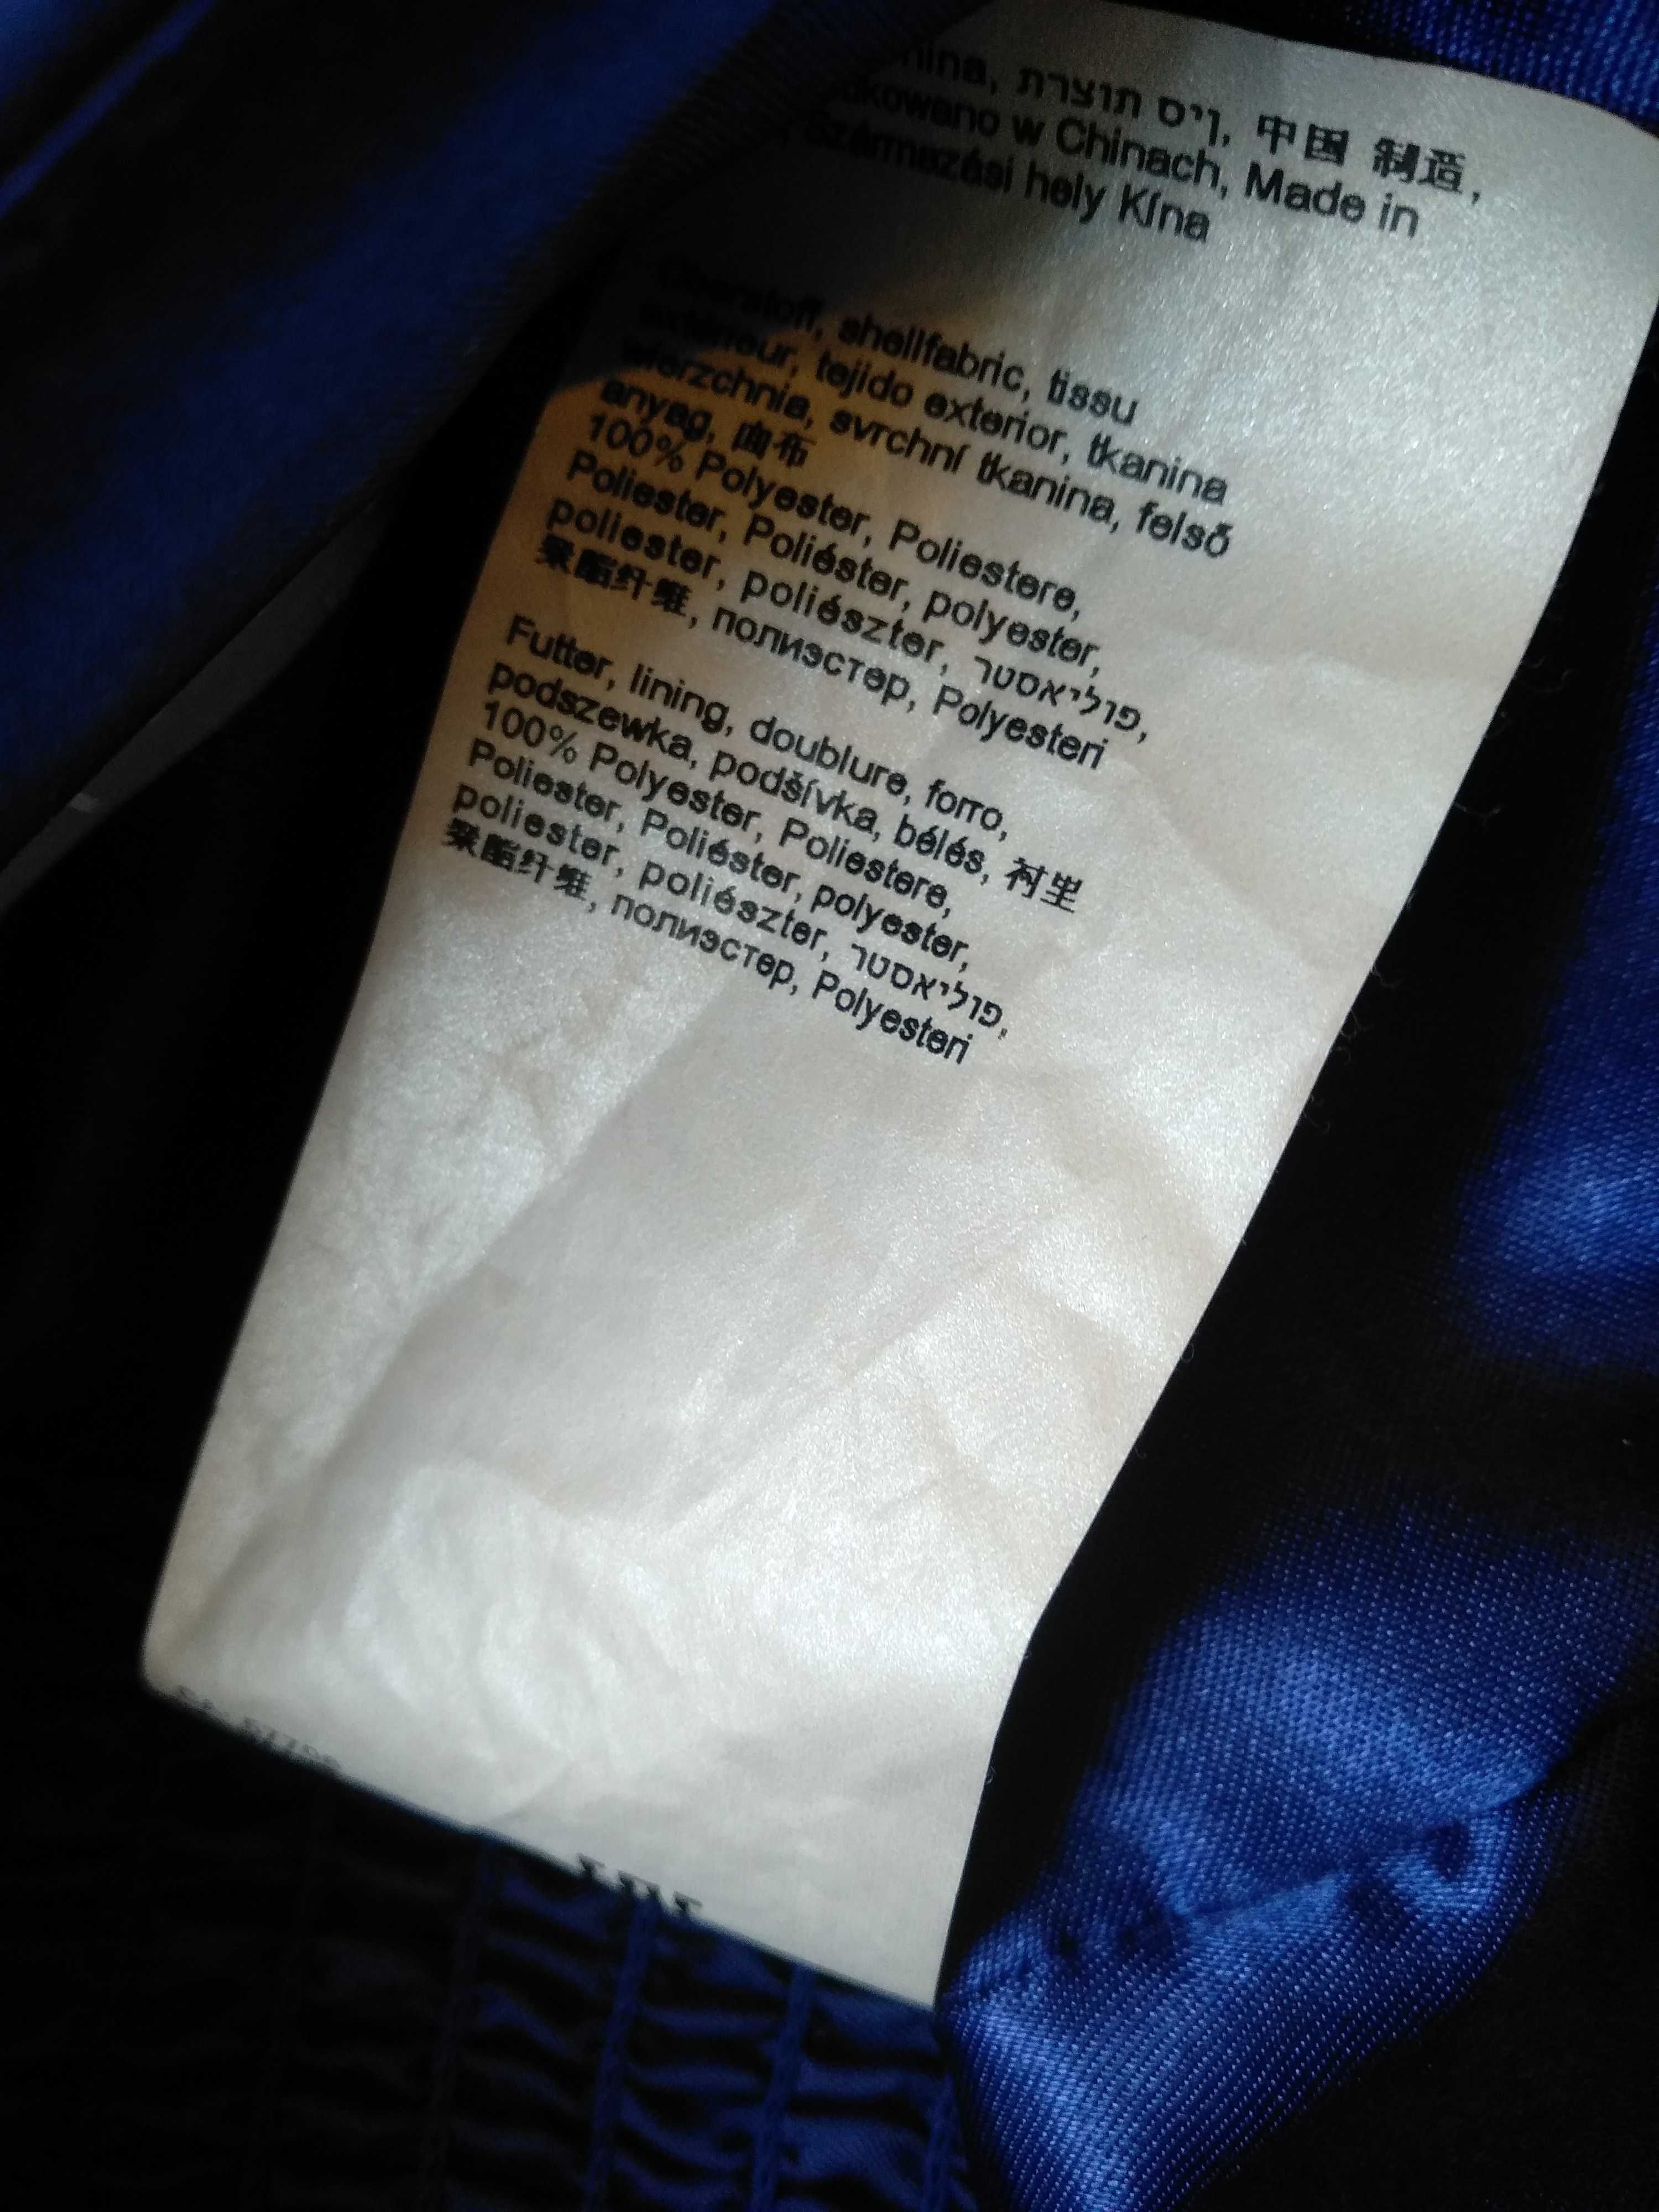 תוצרת סין, 中国 制造,
w Chinach, Made in
Származási hely Kína
Oberstoff, shellfabric, tissu
extérieur, tejido exterior, tkanina
wierzchnia, svrchní tkanina, felső
anyag, 面布
100% Polyester, Poliestere,
Poliester, Poliéster, polyester,
poliester, poliészter, פוליאסטר,
聚酯纤维, полиэстер, Polyesteri
Futter, lining, doublure, forro,
podszewka, podšívka, bélés, 衬里
100% Polyester, Poliestere,
Poliester, Poliéster, polyester,
poliester, poliészter, פוליאסטר,
聚酯纤维, полиэстер, Polyesteri